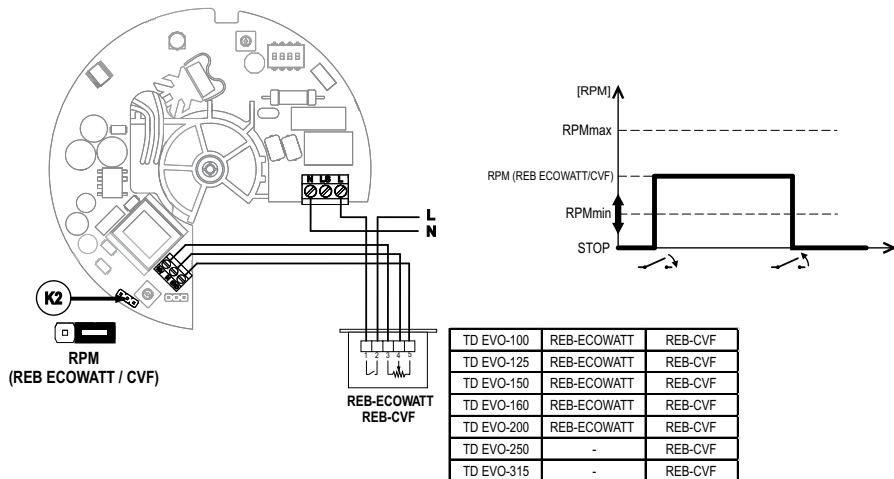 N LS L
L
N
K2
RPM
(REB ECOWATT / CVF)
1 2 3 4 5
REB-ECOWATT
REB-CVF
[RPM]
RPMmax
RPM (REB ECOWATT/CVF)
RPMmin
STOP
TD EVO-100 REB-ECOWATT REB-CVF
TD EVO-125 REB-ECOWATT REB-CVF
TD EVO-150 REB-ECOWATT REB-CVF
TD EVO-160 REB-ECOWATT REB-CVF
TD EVO-200 REB-ECOWATT REB-CVF
TD EVO-250 - REB-CVF
TD EVO-315 - REB-CVF